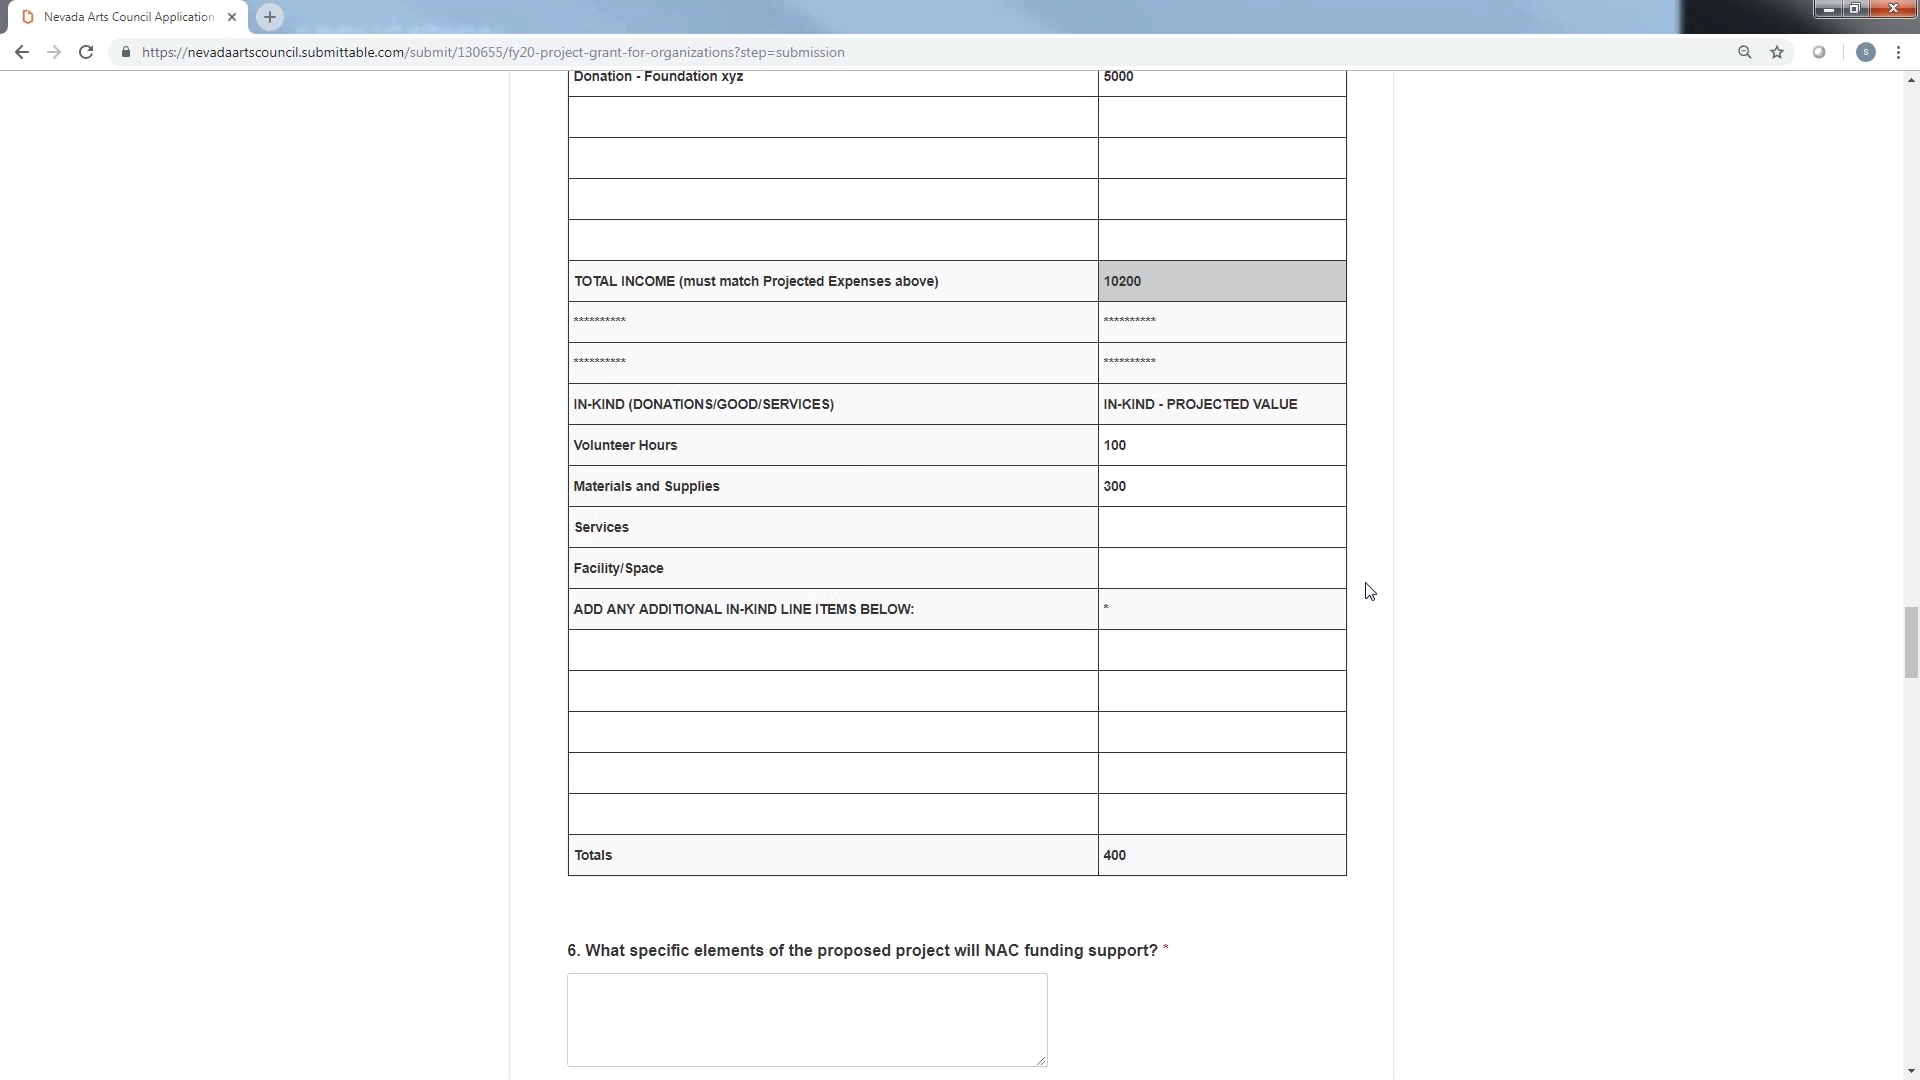 Nevada Arts Council Application
https://nevadaartscouncil.submittable.com/submit/130655/fy20-project-grant-for-organizations?step=submission
S
Donation - Foundation xyz 5000
TOTAL INCOME (must match Projected Expenses above) 10200
********** **********
********** **********
IN-KIND (DONATIONS/GOOD/SERVICES) IN-KIND - PROJECTED VALUE
Volunteer Hours 100
Materials and Supplies 300
Services
Facility/Space
ADD ANY ADDITIONAL IN-KIND LINE ITEMS BELOW: *
Totals 400
6. What specific elements of the proposed project will NAC funding support? *